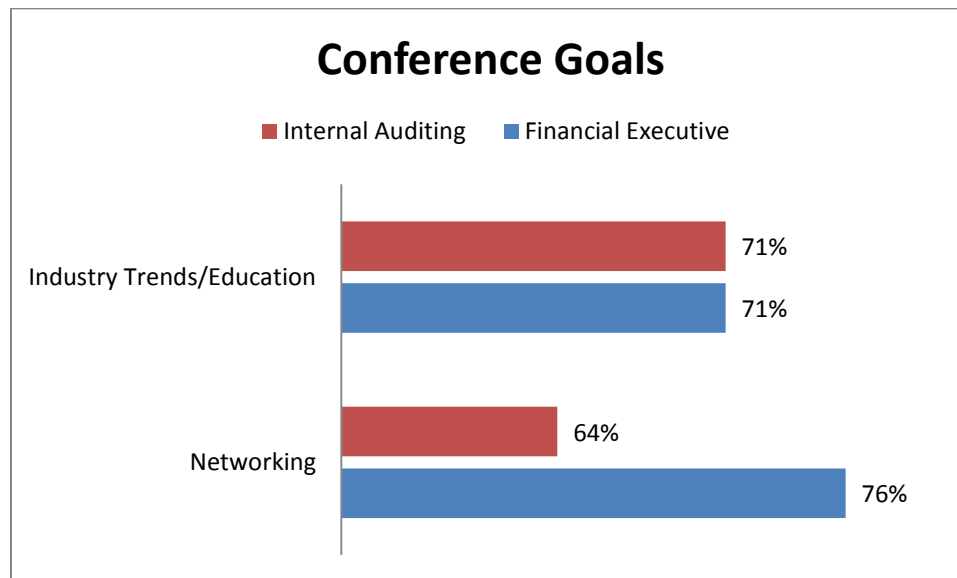 Conference Goals
Internal Auditing Financial Executive
Industry Trends/Education
71%
71%
Networking
64%
76%